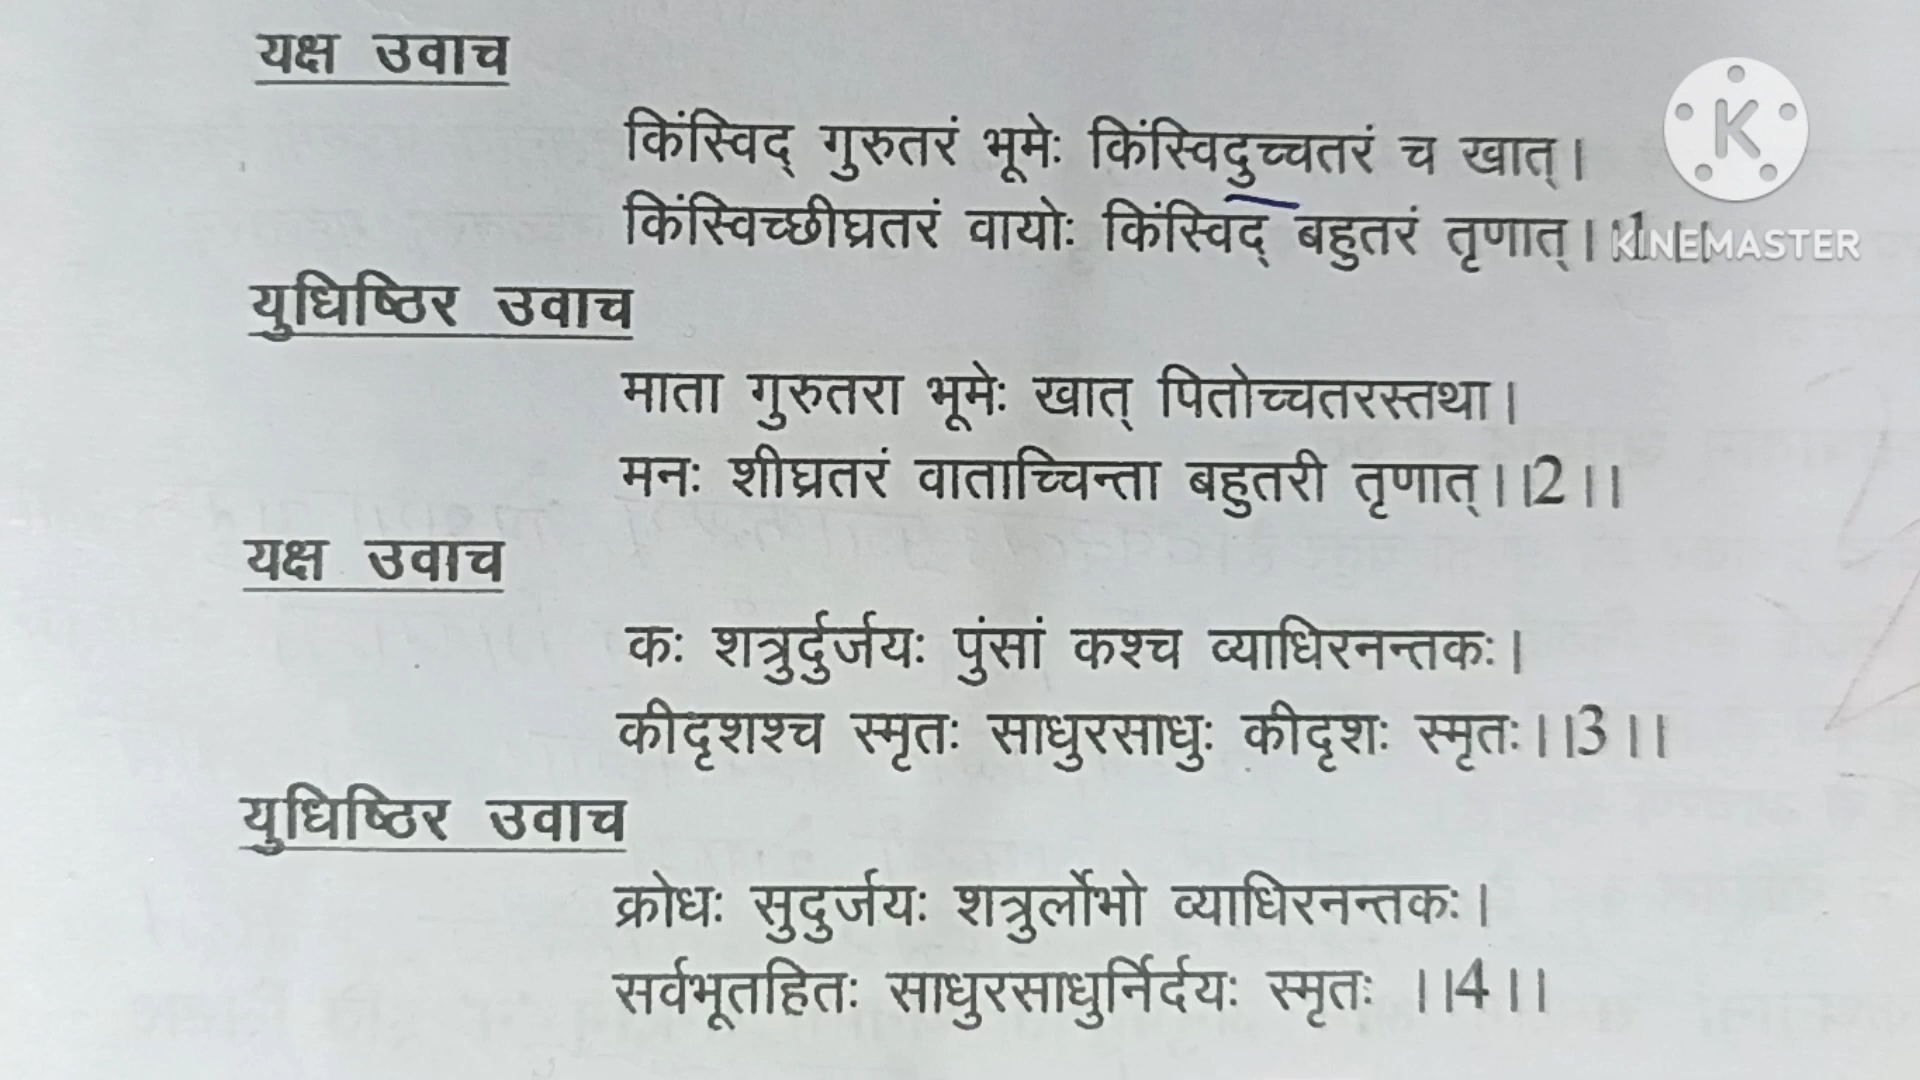 यक्ष उवाच
किंस्विद् गुरुतरं भूमेः किंस्विदुच्चतरं च खात्।
किंस्विच्छीघ्रतरं वायोः किंस्विद् बहुतरं तृणात्।।1।।
K
KINEMASTER
युधिष्ठिर उवाच
माता गुरुतरा भूमेः खात् पितोच्चतरस्तथा।
मनः शीघ्रतरं वाताच्चिन्ता बहुतरी तृणात्।।2।।
यक्ष उवाच
कः शत्रुर्दुर्जयः पुंसां कश्च व्याधिरनन्तकः।
कीदृशश्च स्मृतः साधुरसाधुः कीदृशः स्मृतः।।3।।
युधिष्ठिर उवाच
क्रोधः सुदुर्जयः शत्रुर्लोभो व्याधिरनन्तकः।
सर्वभूतहितः साधुरसाधुर्निर्दयः स्मृतः ।।4।।